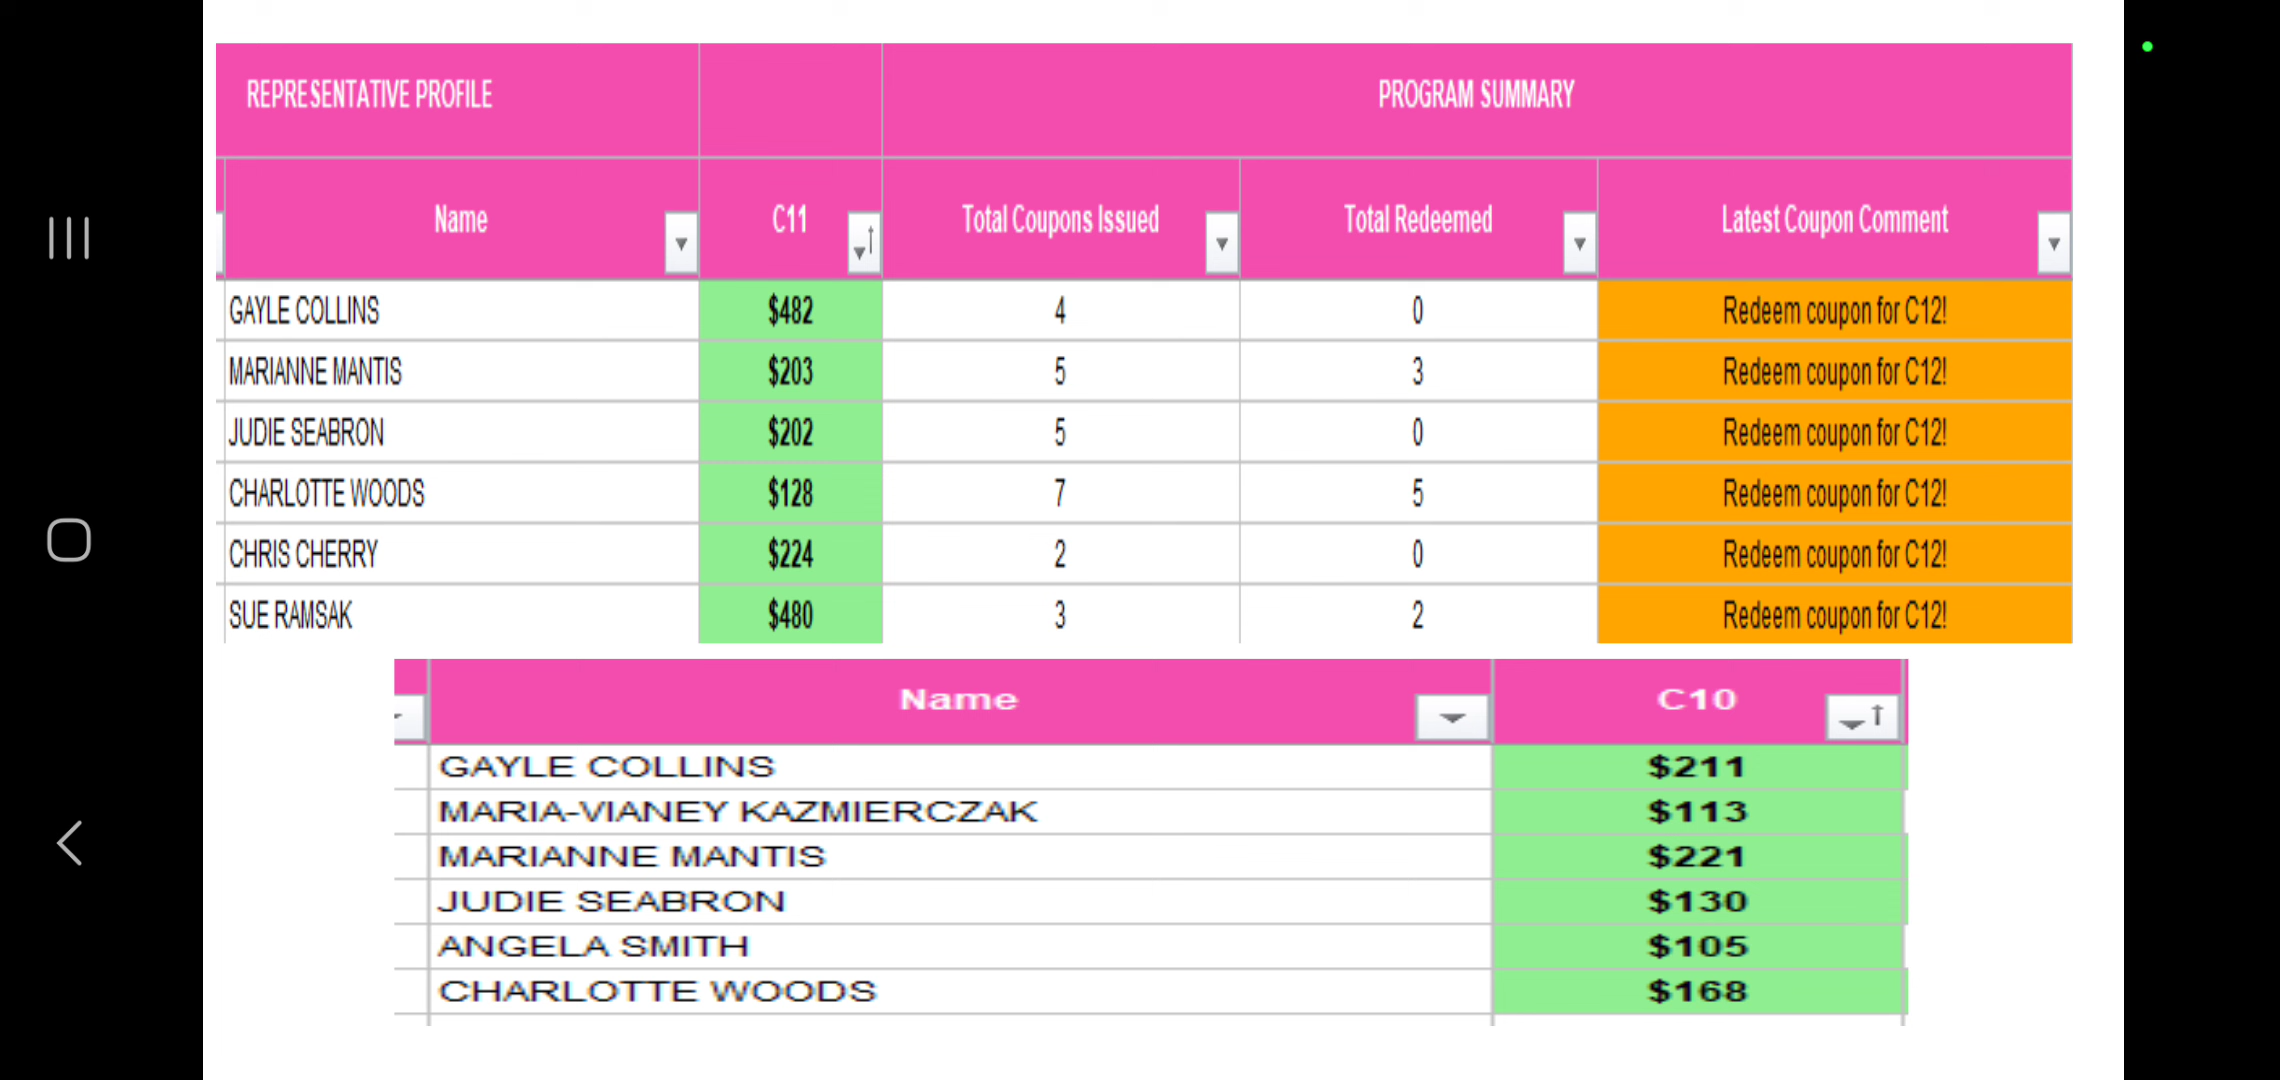 REPRESENTATIVE PROFILE PROGRAM SUMMARY
Name C11 Total Coupons Issued Total Redeemed Latest Coupon Comment
GAYLE COLLINS $482 4 0 Redeem coupon for C12!
MARIANNE MANTIS $203 5 3 Redeem coupon for C12!
JUDIE SEABRON $202 5 0 Redeem coupon for C12!
CHARLOTTE WOODS $128 7 5 Redeem coupon for C12!
CHRIS CHERRY $224 2 0 Redeem coupon for C12!
SUE RAMSAK $480 3 2 Redeem coupon for C12!
Name C10
GAYLE COLLINS $211
MARIA-VIANEY KAZMIERCZAK $113
MARIANNE MANTIS $221
JUDIE SEABRON $130
ANGELA SMITH $105
CHARLOTTE WOODS $168